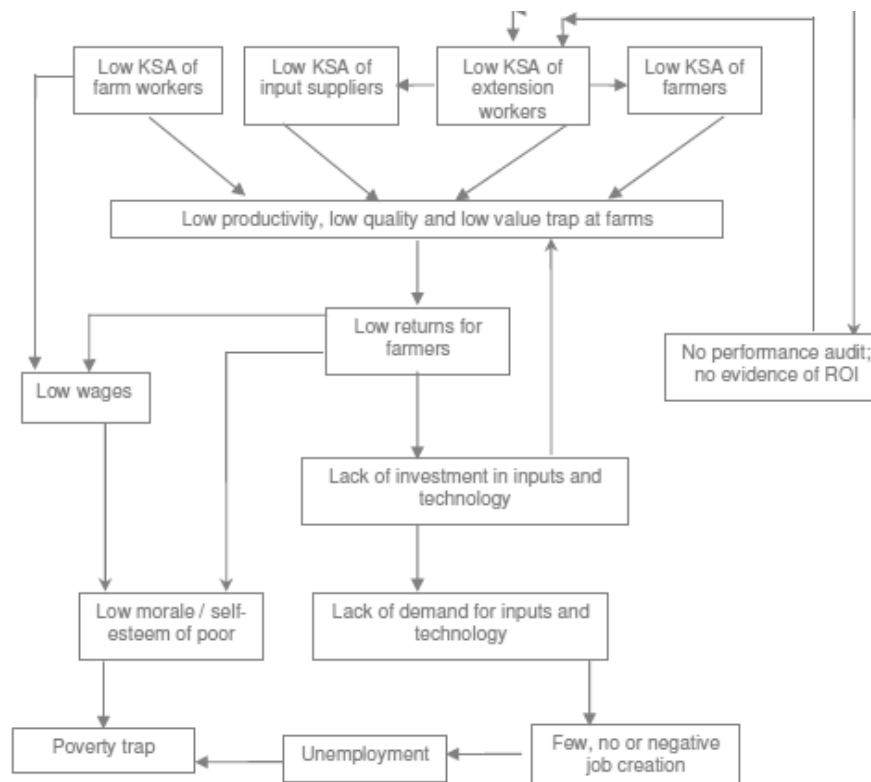 Low KSA of
farm workers
Low KSA of
input suppliers
Low KSA of
extension
workers
Low KSA of
farmers
Low productivity, low quality and low value trap at farms
Low returns for
farmers
No performance audit;
no evidence of ROI
Low wages
Lack of investment in inputs and
technology
Low morale / self-
esteem of poor
Lack of demand for inputs and
technology
Poverty trap
Unemployment
Few, no or negative
job creation